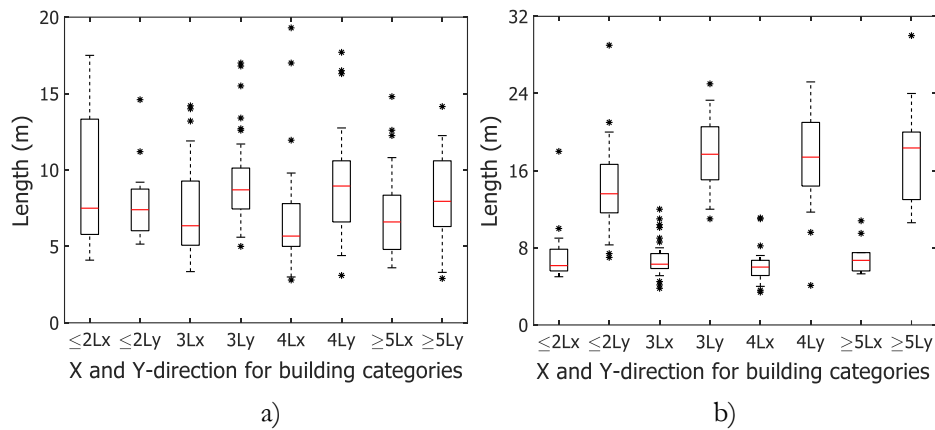 20
15
10
5
0
Length (m)
≤2Lx ≤2Ly 3Lx 3Ly 4Lx 4Ly ≥5Lx ≥5Ly
X and Y-direction for building categories
a)
32
24
16
8
0
Length (m)
≤2Lx ≤2Ly 3Lx 3Ly 4Lx 4Ly ≥5Lx ≥5Ly
X and Y-direction for building categories
b)